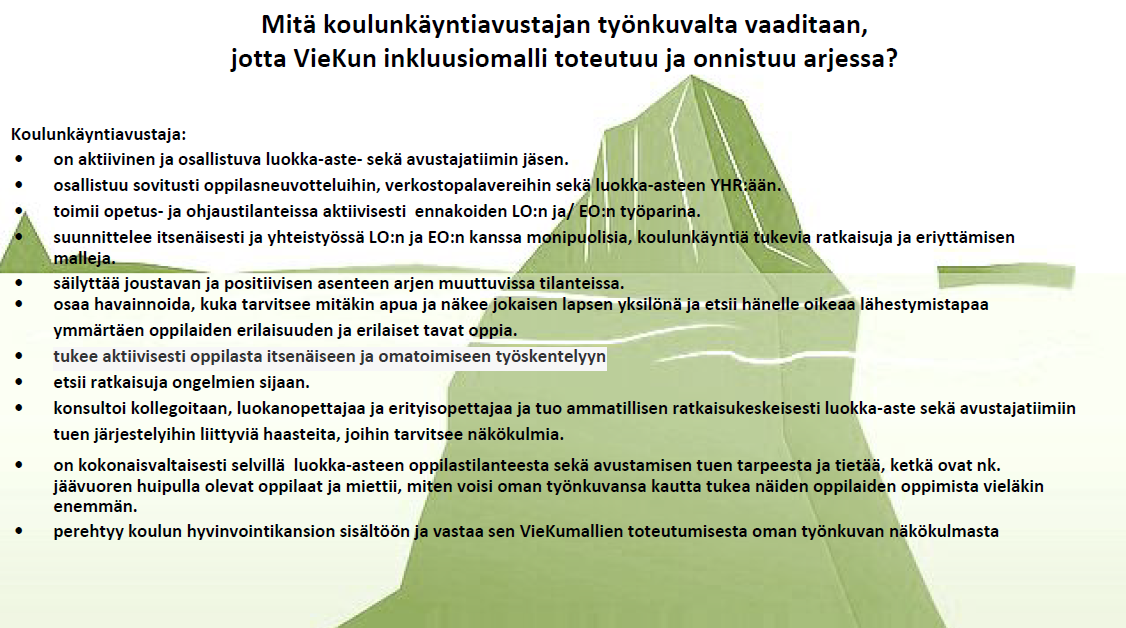 Mitä koulunkäyntiavustajan työnkuvalta vaaditaan,
jotta VieKun inkluusiomalli toteutuu ja onnistuu arjessa?
Koulunkäyntiavustaja:
• on aktiivinen ja osallistuva luokka-aste- sekä avustajatiimin jäsen.
• osallistuu sovitusti oppilasneuvotteluihin, verkostopalavereihin sekä luokka-asteen YHR:ään.
• toimii opetus- ja ohjaustilanteissa aktiivisesti ennakoiden LO:n ja/ EO:n työparina.
• suunnittelee itsenäisesti ja yhteistyössä LO:n ja EO:n kanssa monipuolisia, koulunkäyntiä tukevia ratkaisuja ja eriyttämisen
malleja.
• säilyttää joustavan ja positiivisen asenteen arjen muuttuvissa tilanteissa.
• osaa havainnoida, kuka tarvitsee mitäkin apua ja näkee jokaisen lapsen yksilönä ja etsii hänelle oikeaa lähestymistapaa
ymmärtäen oppilaiden erilaisuuden ja erilaiset tavat oppia.
• tukee aktiivisesti oppilasta itsenäiseen ja omatoimiseen työskentelyyn
• etsii ratkaisuja ongelmien sijaan.
• konsultoi kollegoitaan, luokanopettajaa ja erityisopettajaa ja tuo ammatillisen ratkaisukeskeisesti luokka-aste sekä avustajatiimiin
tuen järjestelyihin liittyviä haasteita, joihin tarvitsee näkökulmia.
• on kokonaisvaltaisesti selvillä luokka-asteen oppilastilanteesta sekä avustamisen tuen tarpeesta ja tietää, ketkä ovat nk.
jäävuoren huipulla olevat oppilaat ja miettii, miten voisi oman työnkuvansa kautta tukea näiden oppilaiden oppimista vieläkin
enemmän.
• perehtyy koulun hyvinvointikansion sisältöön ja vastaa sen VieKumallien toteutumisesta oman työnkuvan näkökulmasta